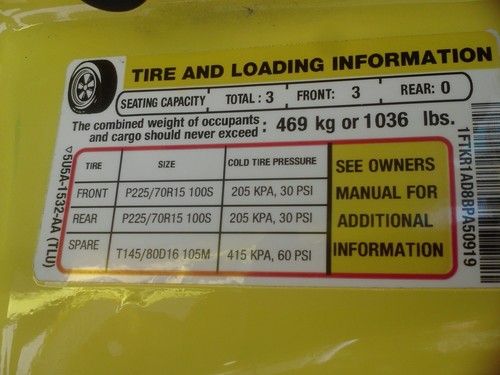 TIRE AND LOADING INFORMATION
SEATING CAPACITY TOTAL : 3 FRONT: 3 REAR: 0
The combined weight of occupants
and cargo should never exceed : 469 kg or 1036 lbs.
TIRE SIZE COLD TIRE PRESSURE
FRONT P225/70R15 100S 205 KPA, 30 PSI
REAR P225/70R15 100S 205 KPA, 30 PSI
SPARE T145/80D16 105M 415 KPA, 60 PSI
SEE OWNERS
MANUAL FOR
ADDITIONAL
INFORMATION
▽505A-1532-AA (TLU)
1FTKR1AD8BPA50919